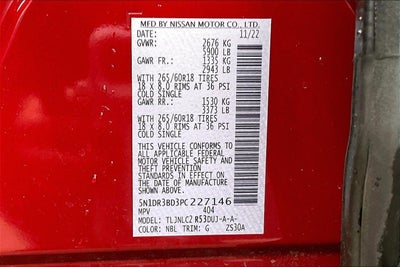 MFD BY NISSAN MOTOR CO., LTD.
DATE: 11/22
GVWR: 2676 KG
5900 LB
GAWR FR.: 1335 KG
2943 LB
WITH 265/60R18 TIRES
18 X 8.0 RIMS AT 36 PSI
COLD SINGLE
GAWR RR.: 1530 KG
3373 LB
WITH 265/60R18 TIRES
18 X 8.0 RIMS AT 36 PSI
COLD SINGLE
THIS VEHICLE CONFORMS TO
ALL APPLICABLE FEDERAL
MOTOR VEHICLE SAFETY AND
THEFT PREVENTION STANDARDS
IN EFFECT ON THE DATE OF
MANUFACTURE SHOWN ABOVE.
5N1DR3BD3PC227146
MPV 404
MODEL: TLJNLCZ R53DUJ-A-A-
COLOR: NBL TRIM: G ZS30A